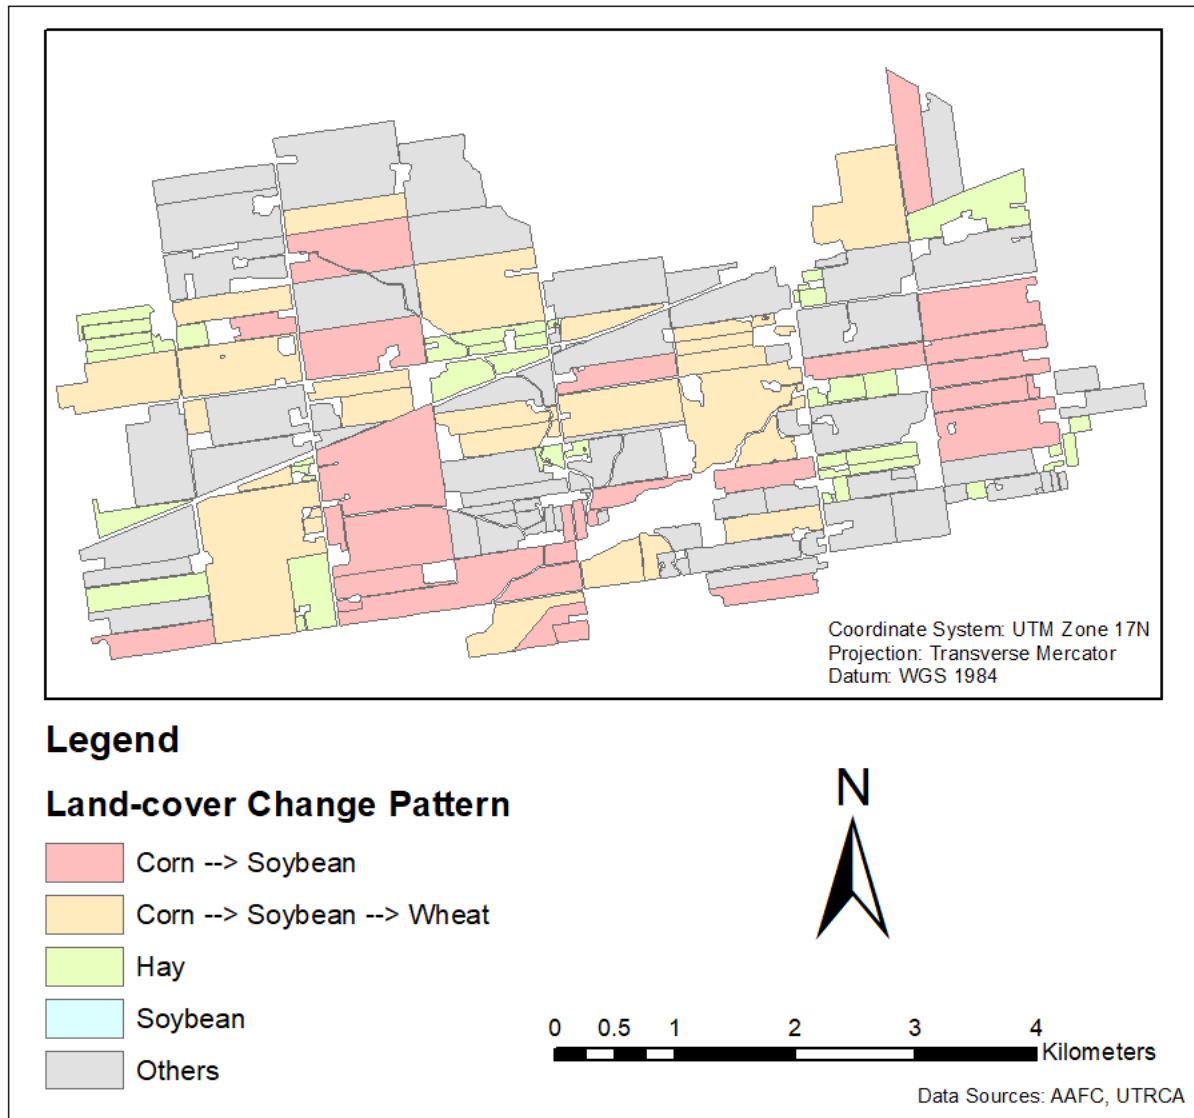 Coordinate System: UTM Zone 17N
Projection: Transverse Mercator
Datum: WGS 1984
Legend
Land-cover Change Pattern
Corn --> Soybean
Corn --> Soybean --> Wheat
Hay
Soybean
Others
N
0 0.5 1 2 3 4
Kilometers
Data Sources: AAFC, UTRCA